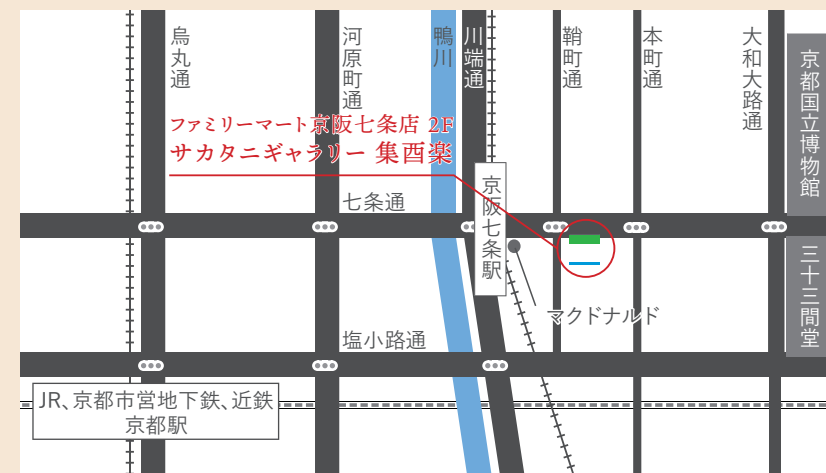 烏丸通
河原町通
鴨川
川端通
鞘町通
本町通
大和大路通
京都国立博物館
ファミリーマート京阪七条店 2F
サカタニギャラリー 集酉楽
七条通
京阪七条駅
三十三間堂
マクドナルド
塩小路通
JR、京都市営地下鉄、近鉄
京都駅